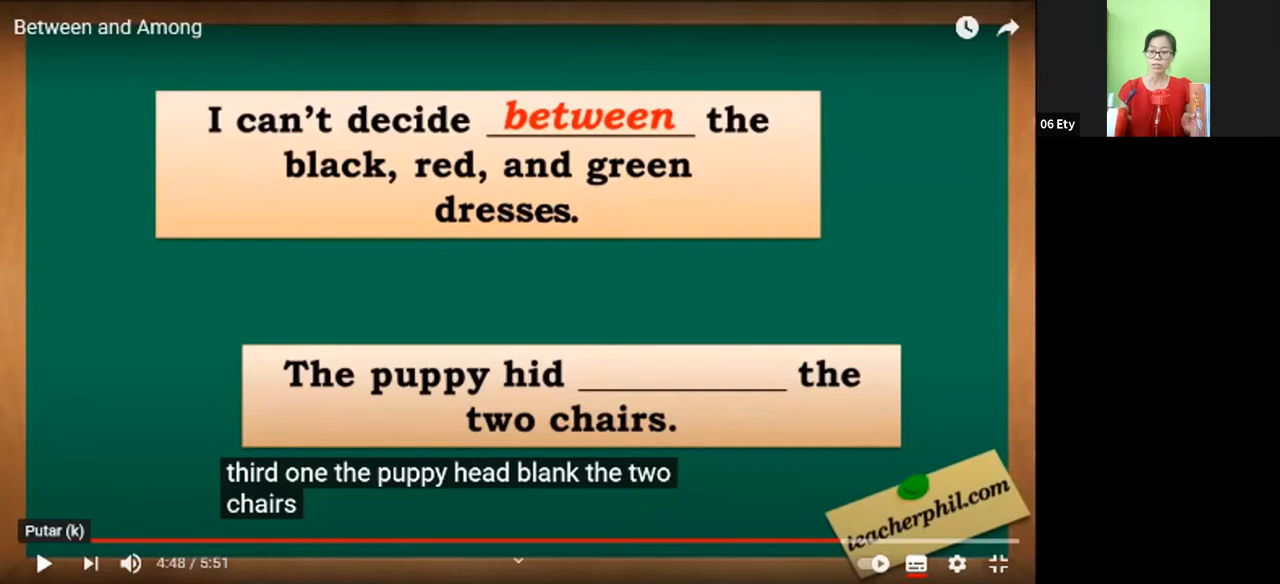 Between and Among
I can't decide between the
black, red, and green
dresses.
06 Ety
The puppy hid __________ the
two chairs.
third one the puppy head blank the two
chairs
teacherphil.com
Putar (k)
4:48 / 5:51